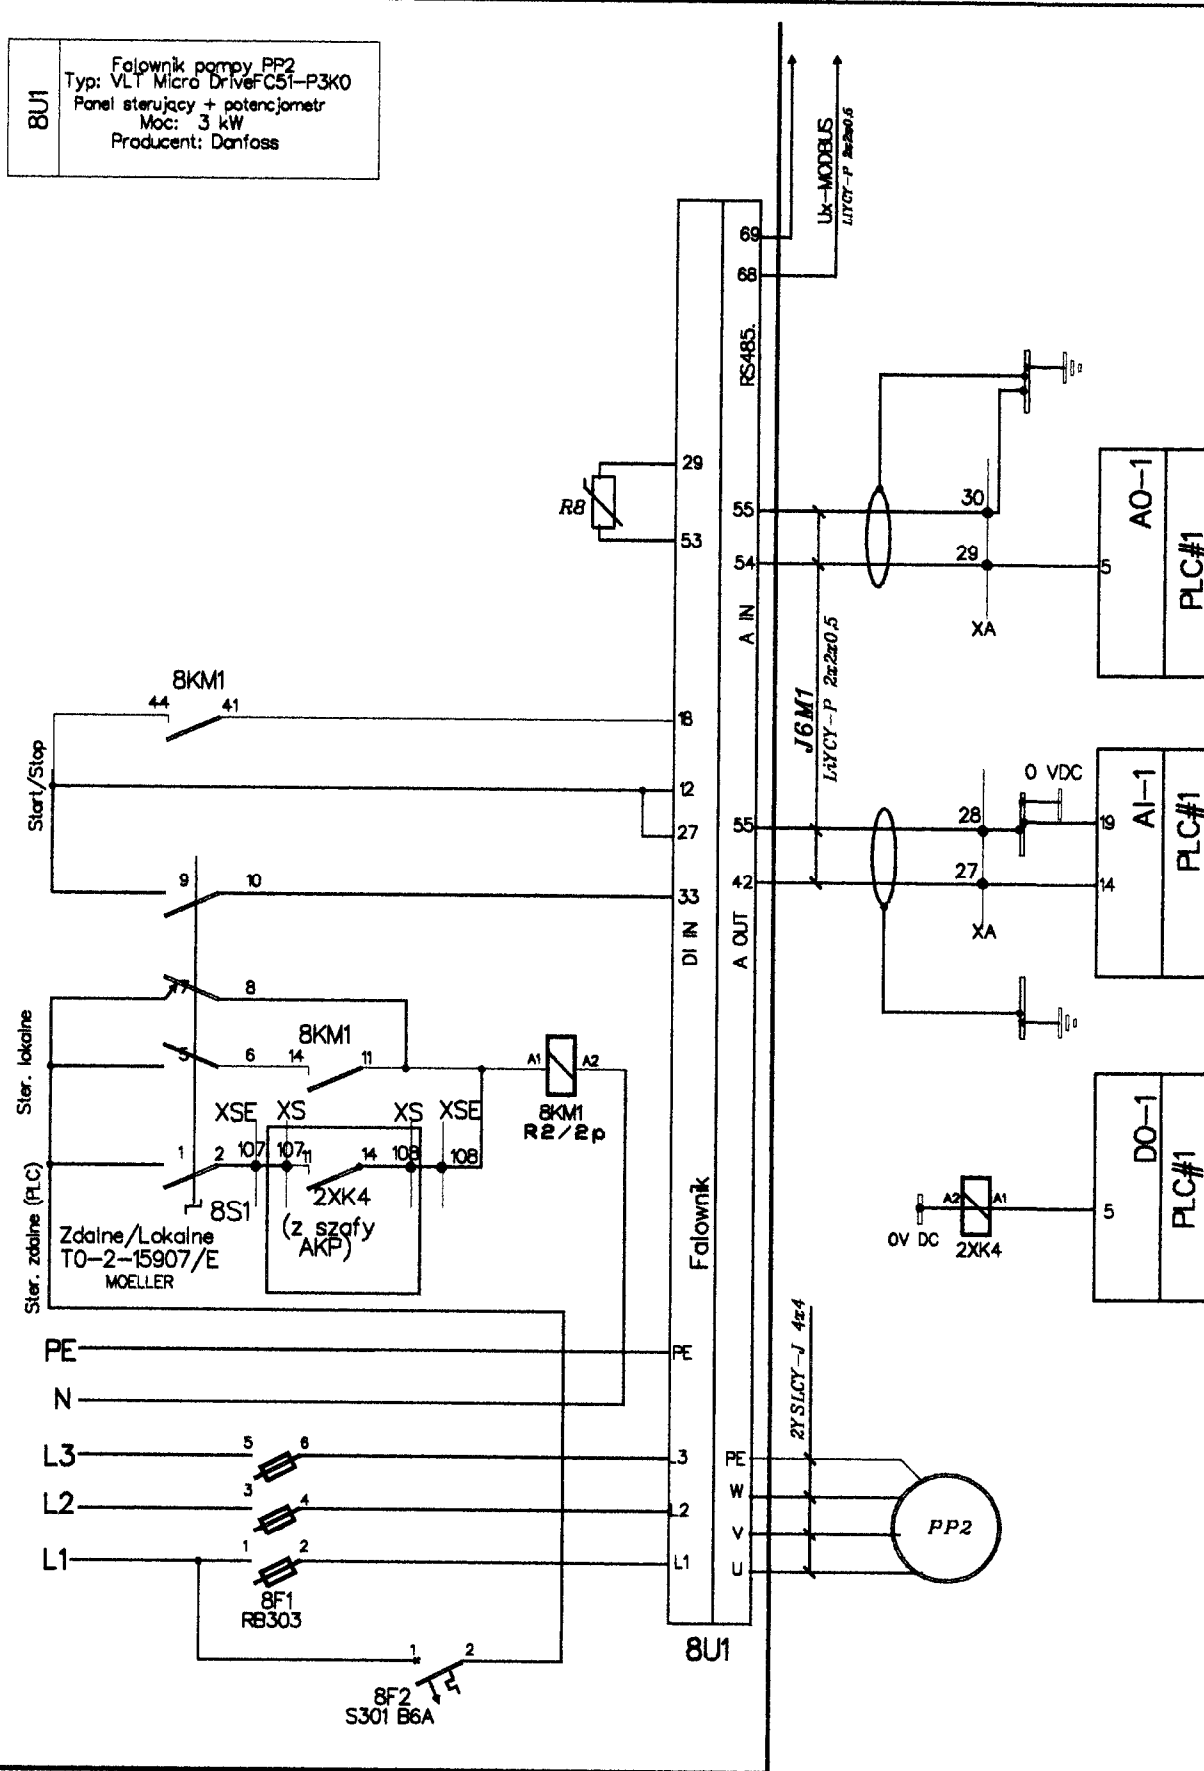 8U1
Falownik pompy PP2
Typ: VLT Micro DriveFC51-P3K0
Panel sterujący + potencjometr
Moc: 3 kW
Producent: Danfoss
Ux-MODBUS
LIYCY-P 2x2x0.5
69
68
RS485.
29
R8
53
55
54
A IN
30
29
XA
5
AO-1
PLC#1
J6M1
LiYCY-P 2x2x0,5
8KM1
44
41
18
Start/Stop
12
27
9
10
33
DI IN
55
42
A OUT
28
27
XA
0 VDC
19
14
AI-1
PLC#1
7
8
Ster. lokalne
5
6
14
8KM1
11
A1
A2
8KM1
R2/2p
XSE
XS
XS
XSE
1
2
107
107
11
14
108
108
8S1
2XK4
(z szafy
AKP)
Ster. zdalne (PLC)
Zdalne/Lokalne
T0-2-15907/E
MOELLER
Falownik
DO-1
PLC#1
5
A2
A1
0V DC
2XK4
PE
PE
N
2YSLCY-J 4x4
L3
5
6
L3
PE
L2
3
4
L2
W
V
PP2
L1
1
2
L1
U
8F1
RB303
8U1
1
2
8F2
S301 B6A